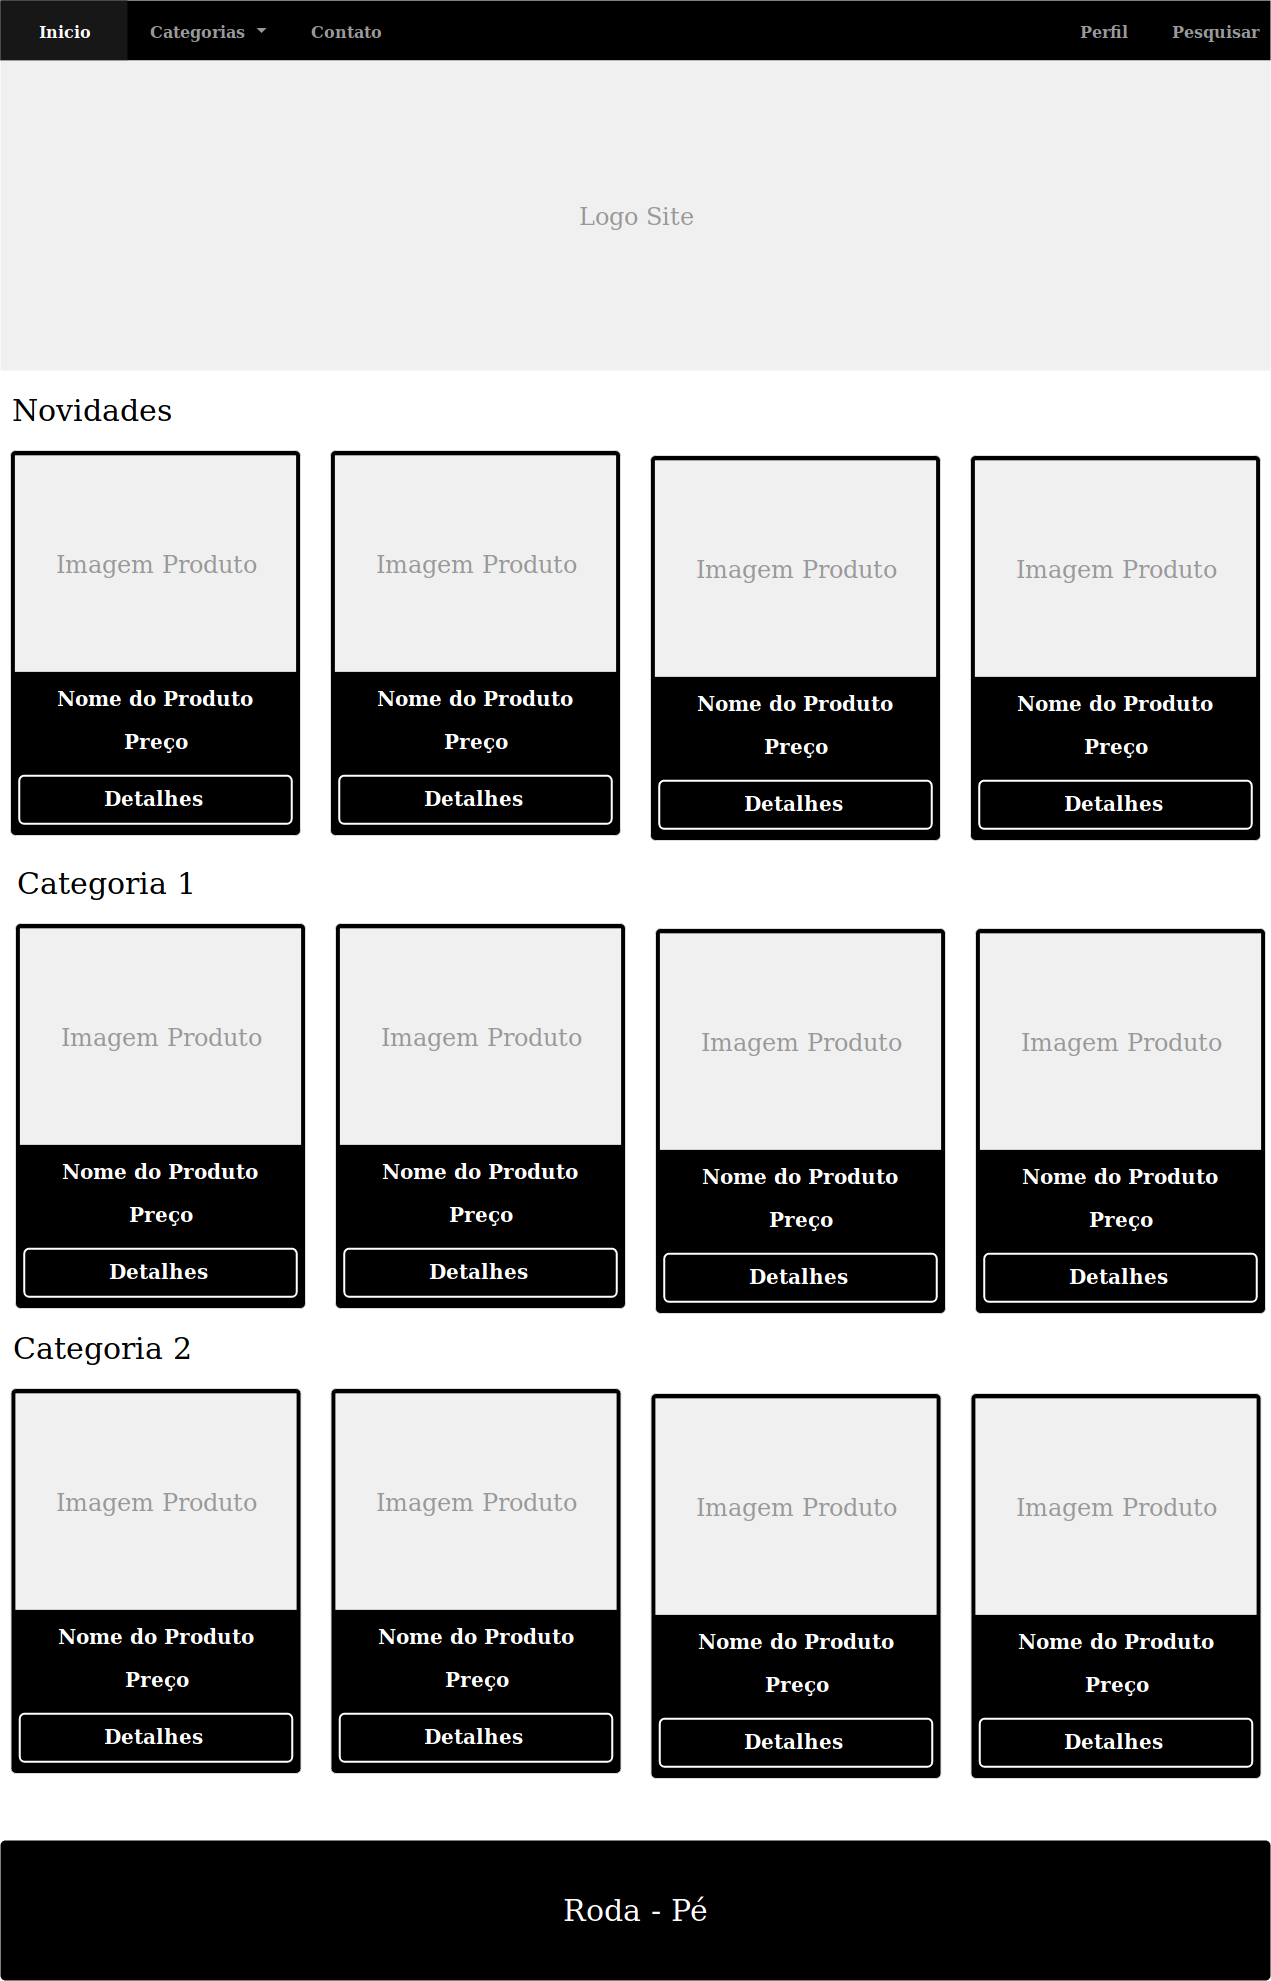 Inicio Categorias Contato Perfil Pesquisar
Logo Site
Novidades
Imagem Produto Imagem Produto Imagem Produto Imagem Produto
Nome do Produto Nome do Produto Nome do Produto Nome do Produto
Preço Preço Preço Preço
Detalhes Detalhes Detalhes Detalhes
Categoria 1
Imagem Produto Imagem Produto Imagem Produto Imagem Produto
Nome do Produto Nome do Produto Nome do Produto Nome do Produto
Preço Preço Preço Preço
Detalhes Detalhes Detalhes Detalhes
Categoria 2
Imagem Produto Imagem Produto Imagem Produto Imagem Produto
Nome do Produto Nome do Produto Nome do Produto Nome do Produto
Preço Preço Preço Preço
Detalhes Detalhes Detalhes Detalhes
Roda - Pé